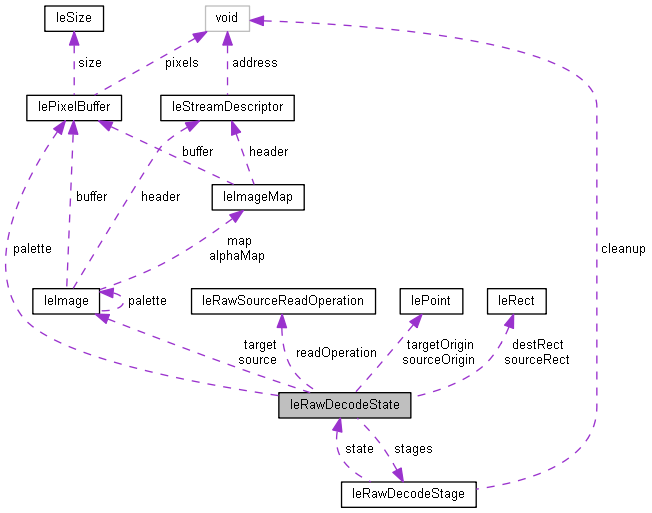 leSize
void
size
pixels
address
lePixelBuffer
leStreamDescriptor
buffer
header
leImageMap
buffer
header
palette
map
alphaMap
cleanup
leImage
palette
leRawSourceReadOperation
lePoint
leRect
target
source
readOperation
targetOrigin
sourceOrigin
destRect
sourceRect
leRawDecodeState
state
stages
leRawDecodeStage